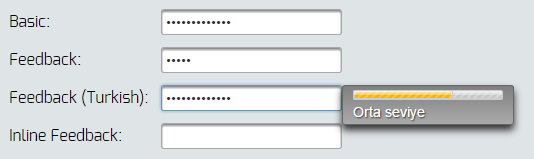 Basic: •••••••••••••
Feedback: •••••
Feedback (Turkish): •••••••••••••
Orta seviye
Inline Feedback: